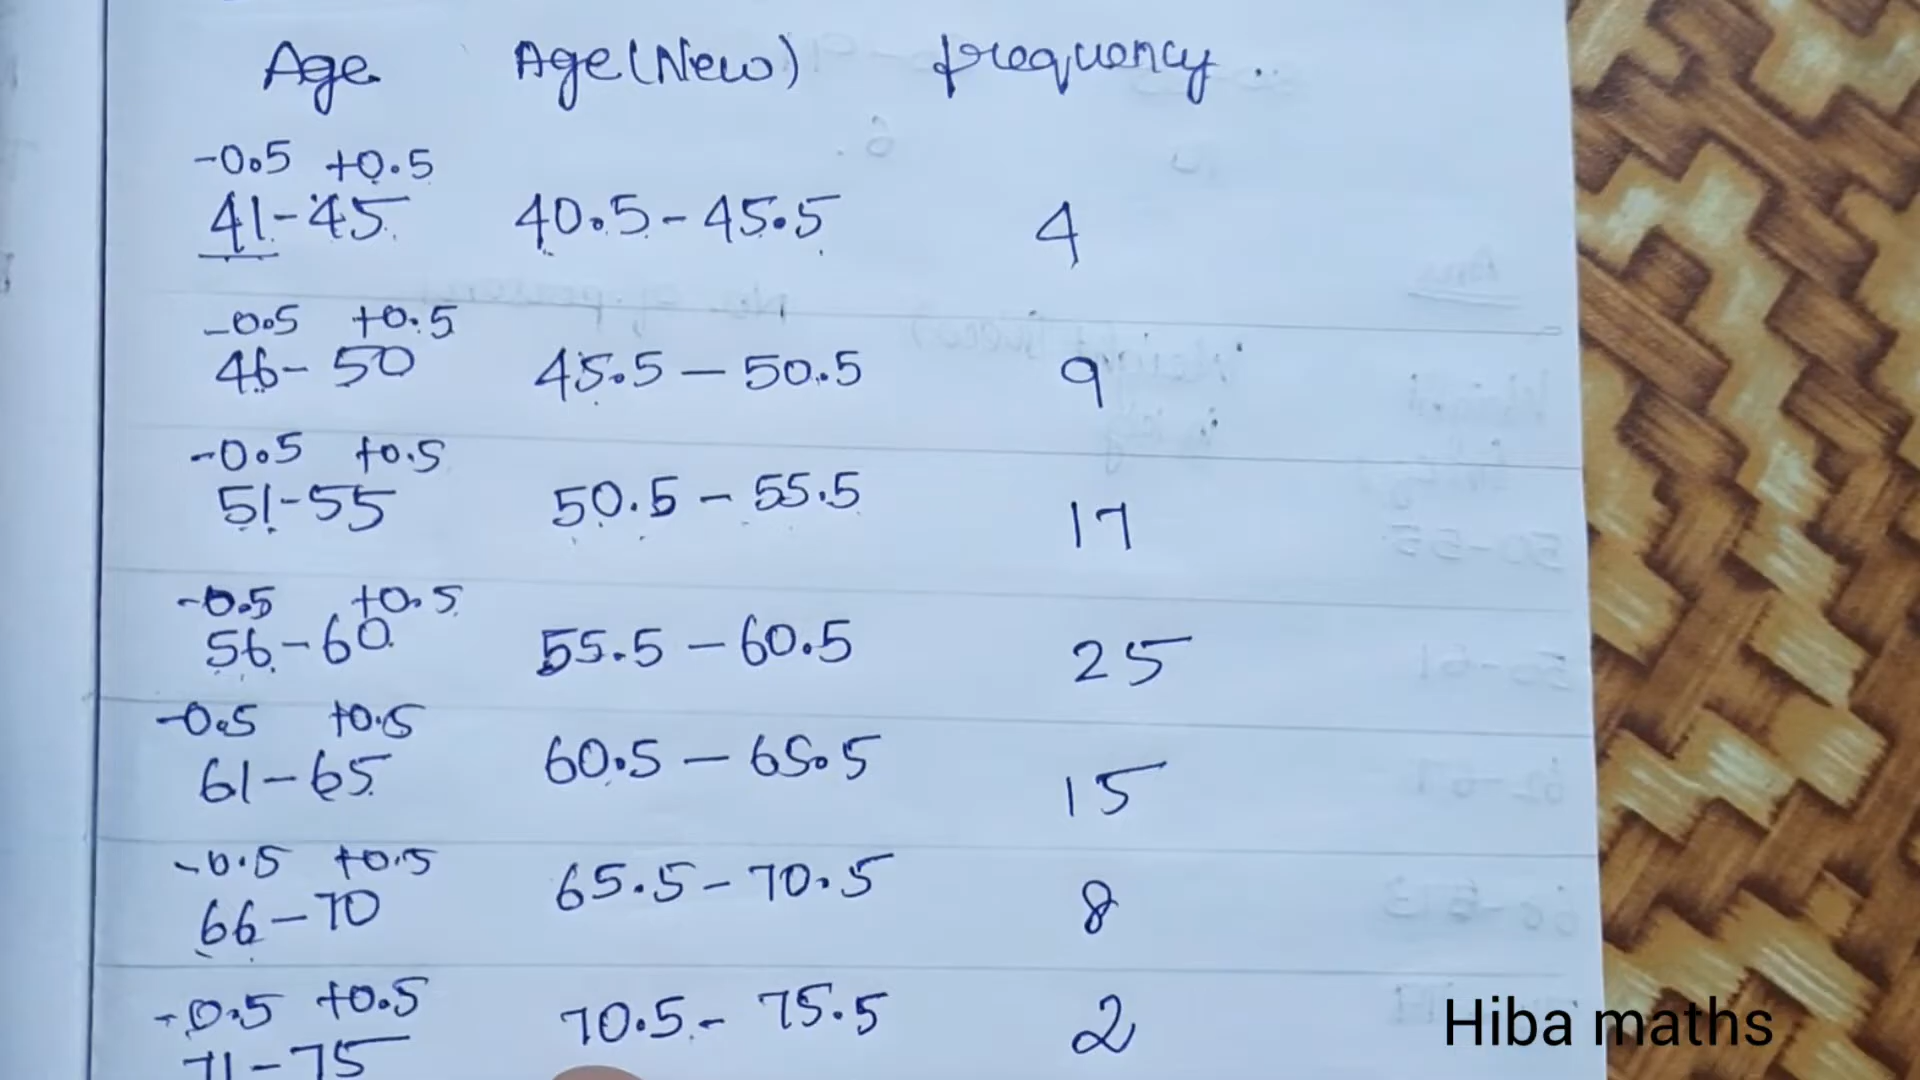 Age Age(New) frequency.
-0.5 +0.5
41-45 40.5-45.5 4
-0.5 +0.5
46-50 45.5-50.5 9
-0.5 +0.5
51-55 50.5-55.5 17
-0.5 +0.5
56-60 55.5-60.5 25
-0.5 +0.5
61-65 60.5-65.5 15
-0.5 +0.5
66-70 65.5-70.5 8
-0.5 +0.5
71-75 70.5-75.5 2
Hiba maths